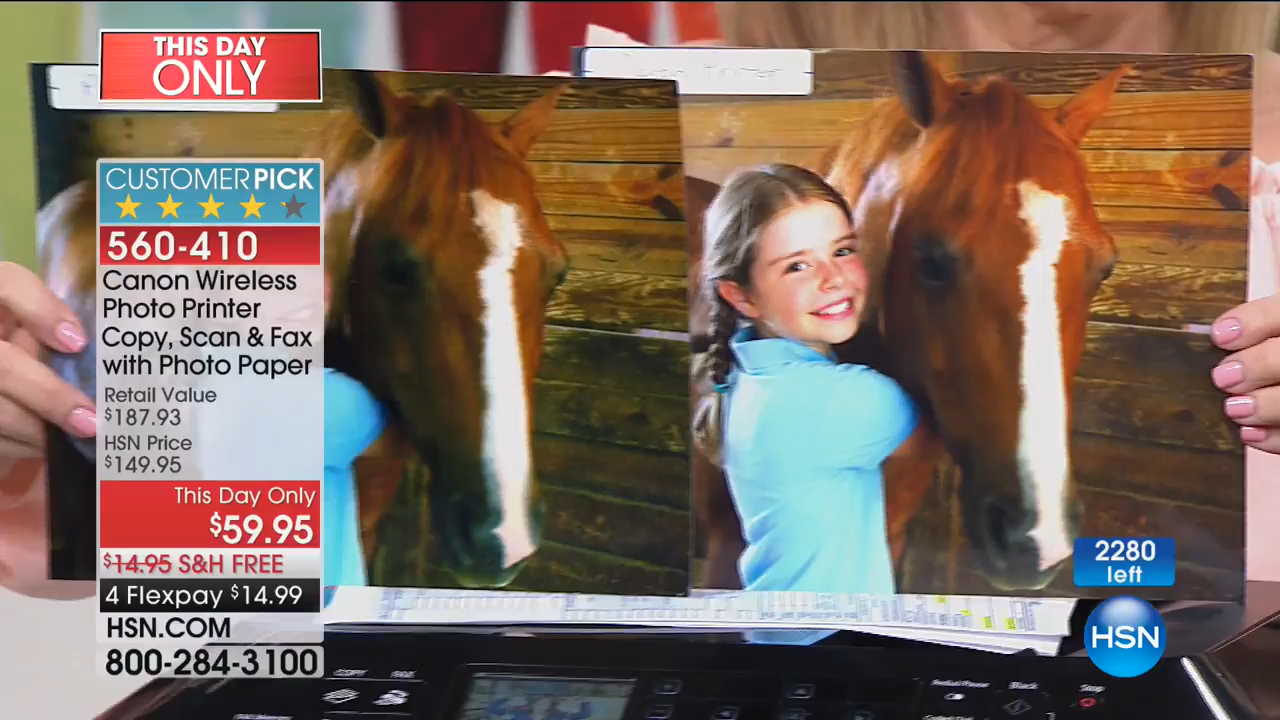 THIS DAY
ONLY
CUSTOMER PICK
560-410
Canon Wireless
Photo Printer
Copy, Scan & Fax
with Photo Paper
Retail Value
$187.93
HSN Price
$149.95
This Day Only
$59.95
$14.95 S&H FREE
4 Flexpay $14.99
HSN.COM
800-284-3100
2280
left
HSN
COPY
FAX
Black
Stop